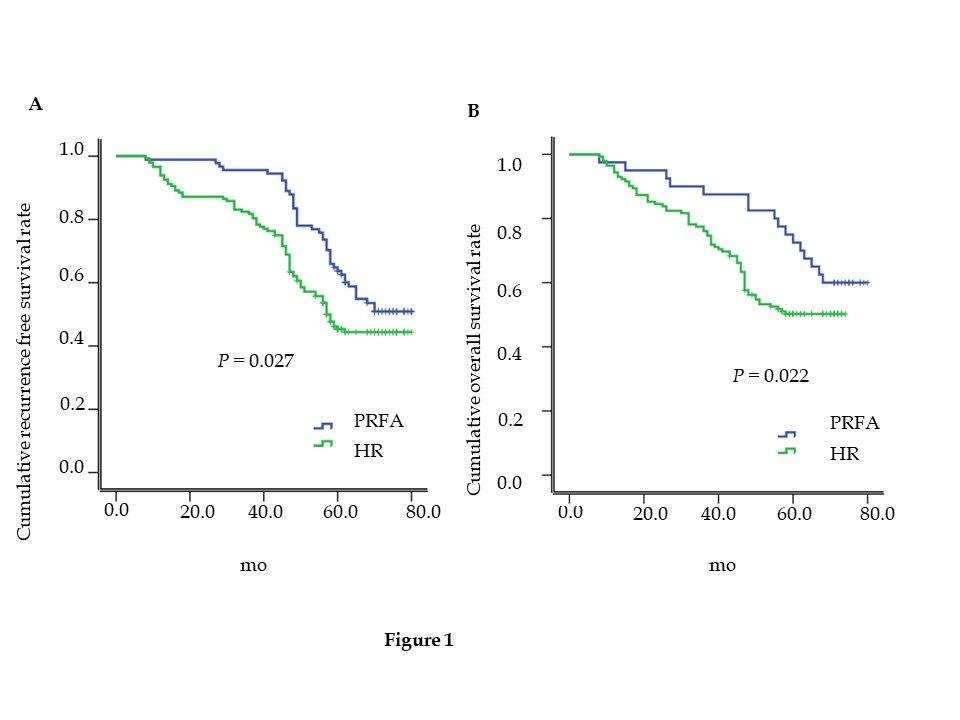 A
Cumulative recurrence free survival rate
1.0
0.8
0.6
0.4
0.2
0.0
P = 0.027
PRFA
HR
0.0 20.0 40.0 60.0 80.0
mo
B
Cumulative overall survival rate
1.0
0.8
0.6
0.4
0.2
0.0
P = 0.022
PRFA
HR
0.0 20.0 40.0 60.0 80.0
mo
Figure 1